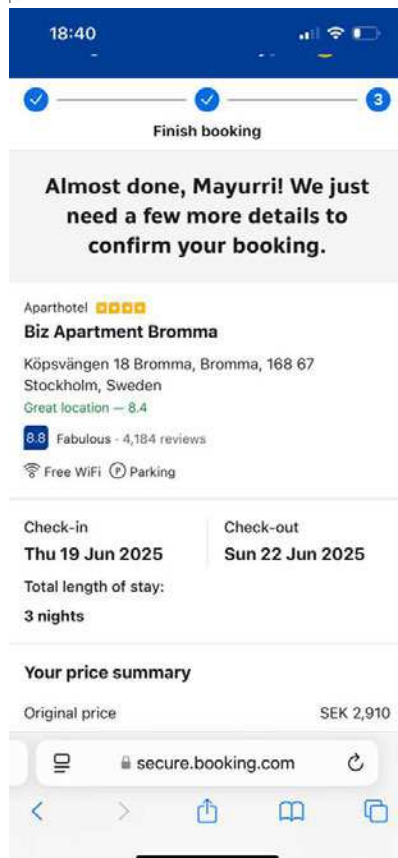 18:40
3
Finish booking
Almost done, Mayurri! We just
need a few more details to
confirm your booking.
Aparthotel
Biz Apartment Bromma
Köpsvängen 18 Bromma, Bromma, 168 67
Stockholm, Sweden
Great location — 8.4
8.8 Fabulous · 4,184 reviews
Free WiFi P Parking
Check-in Check-out
Thu 19 Jun 2025 Sun 22 Jun 2025
Total length of stay:
3 nights
Your price summary
Original price SEK 2,910
secure.booking.com